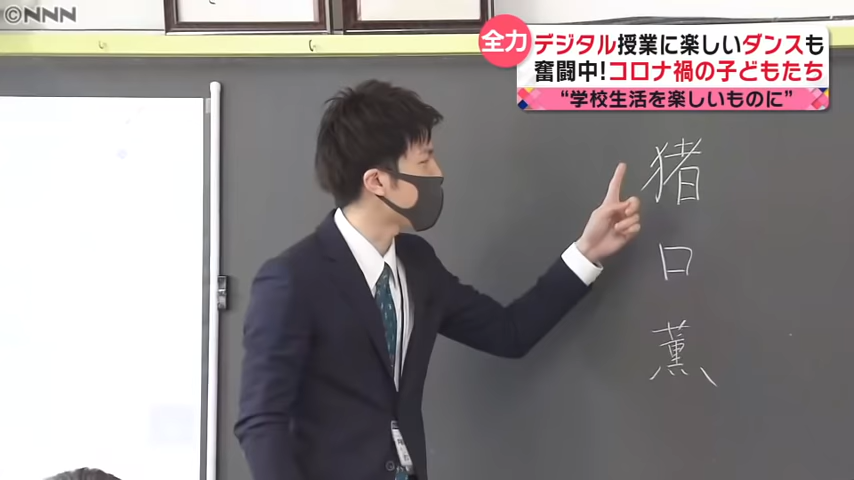 ©NNN
全力
デジタル授業に楽しいダンスも
奮闘中!コロナ禍の子どもたち
“学校生活を楽しいものに”
猪
口
薫